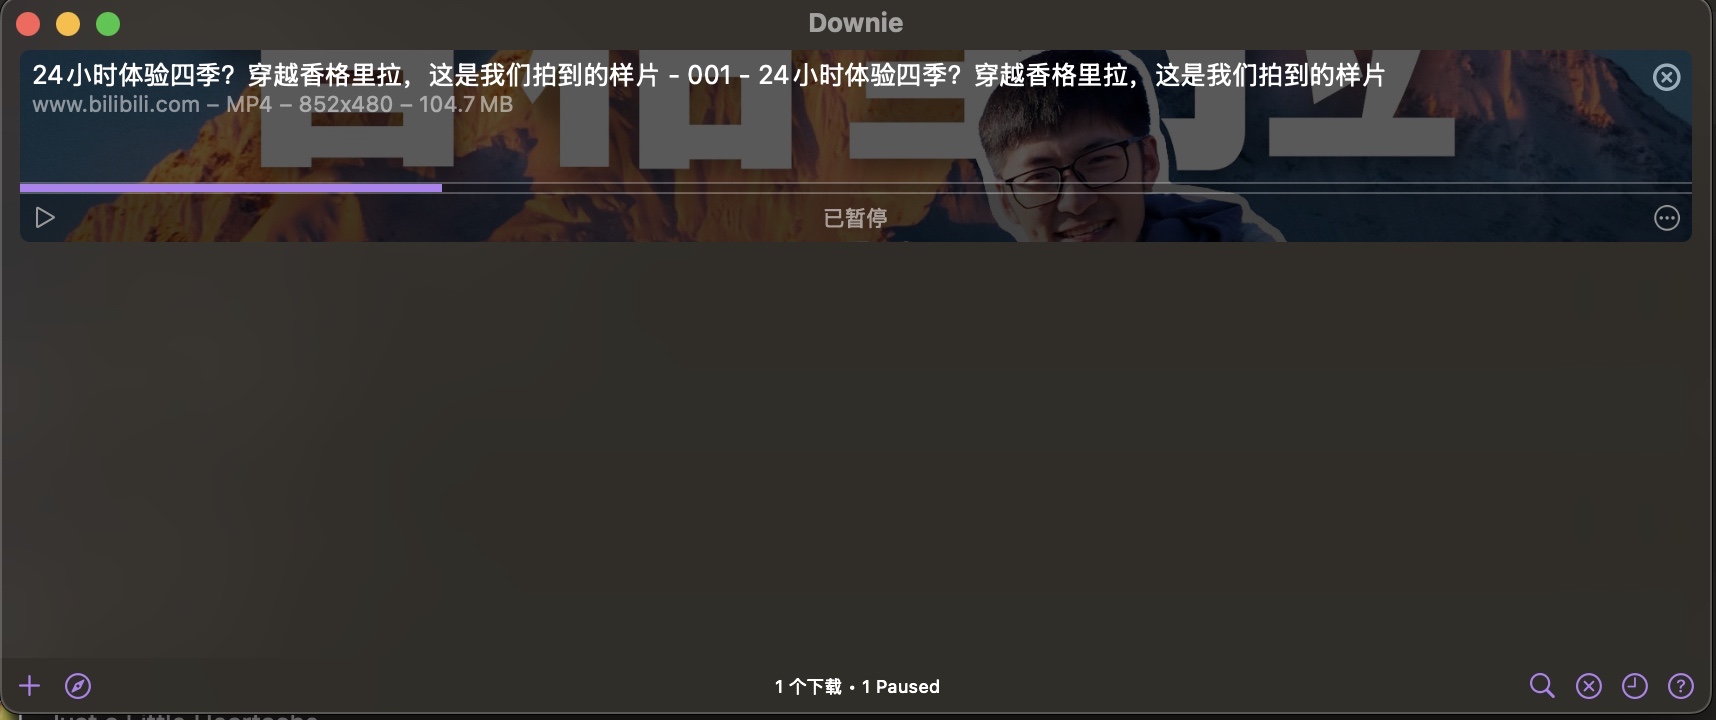 Downie
24小时体验四季？穿越香格里拉，这是我们拍到的样片 - 001 - 24小时体验四季？穿越香格里拉，这是我们拍到的样片
www.bilibili.com – MP4 – 852x480 – 104.7 MB
已暂停
1 个下载 • 1 Paused